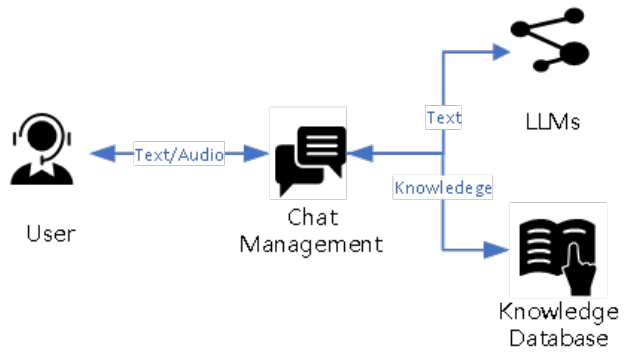 LLMs
Text
Text/Audio
Knowledege
User
Chat
Management
Knowledge
Database